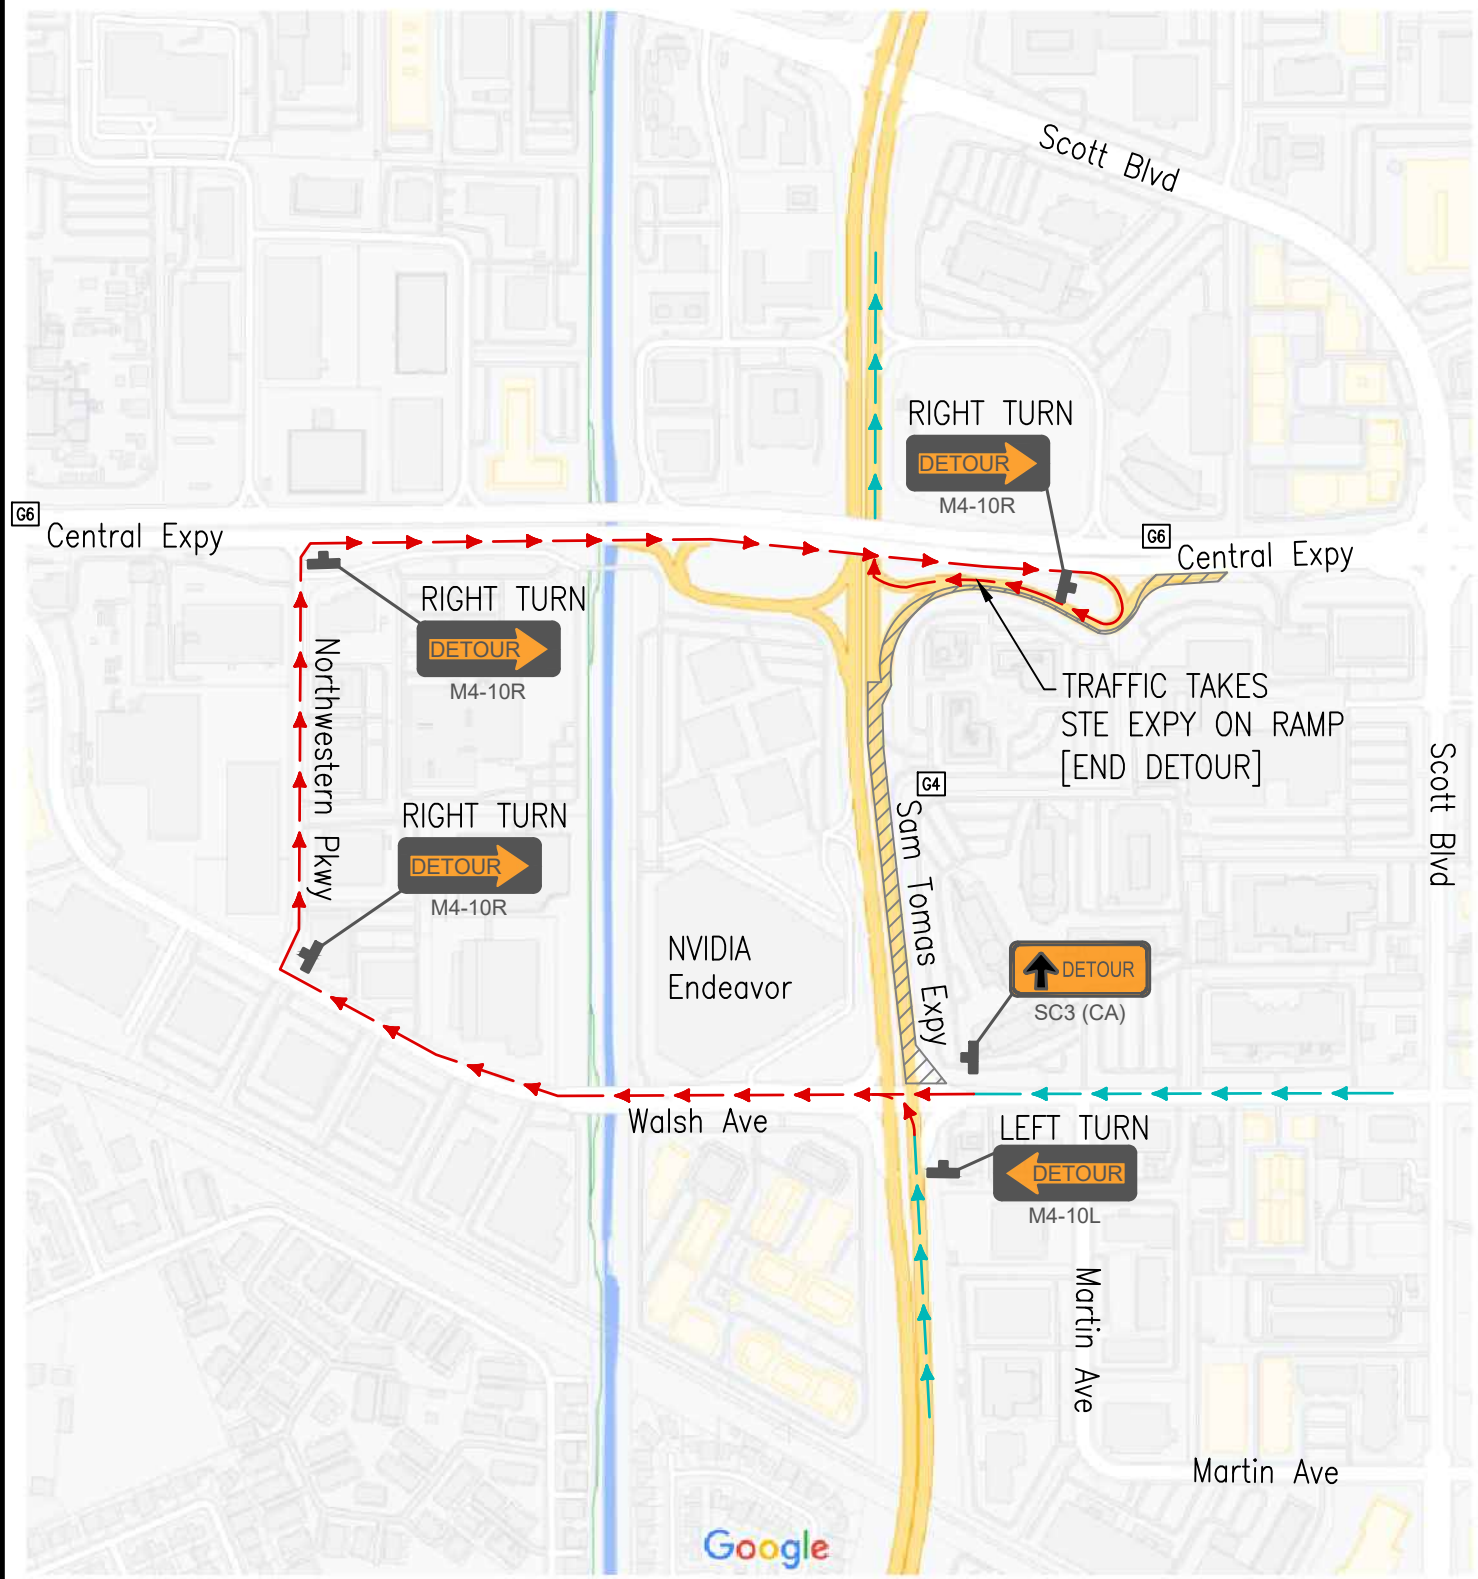 Scott Blvd
RIGHT TURN
DETOUR
M4-10R
G6
Central Expy
G6
Central Expy
RIGHT TURN
DETOUR
M4-10R
Northwestern Pkwy
TRAFFIC TAKES
STE EXPY ON RAMP
[END DETOUR]
G4
Sam Tomas Expy
Scott Blvd
RIGHT TURN
DETOUR
M4-10R
NVIDIA
Endeavor
DETOUR
SC3 (CA)
Walsh Ave
LEFT TURN
DETOUR
M4-10L
Martin Ave
Martin Ave
Google